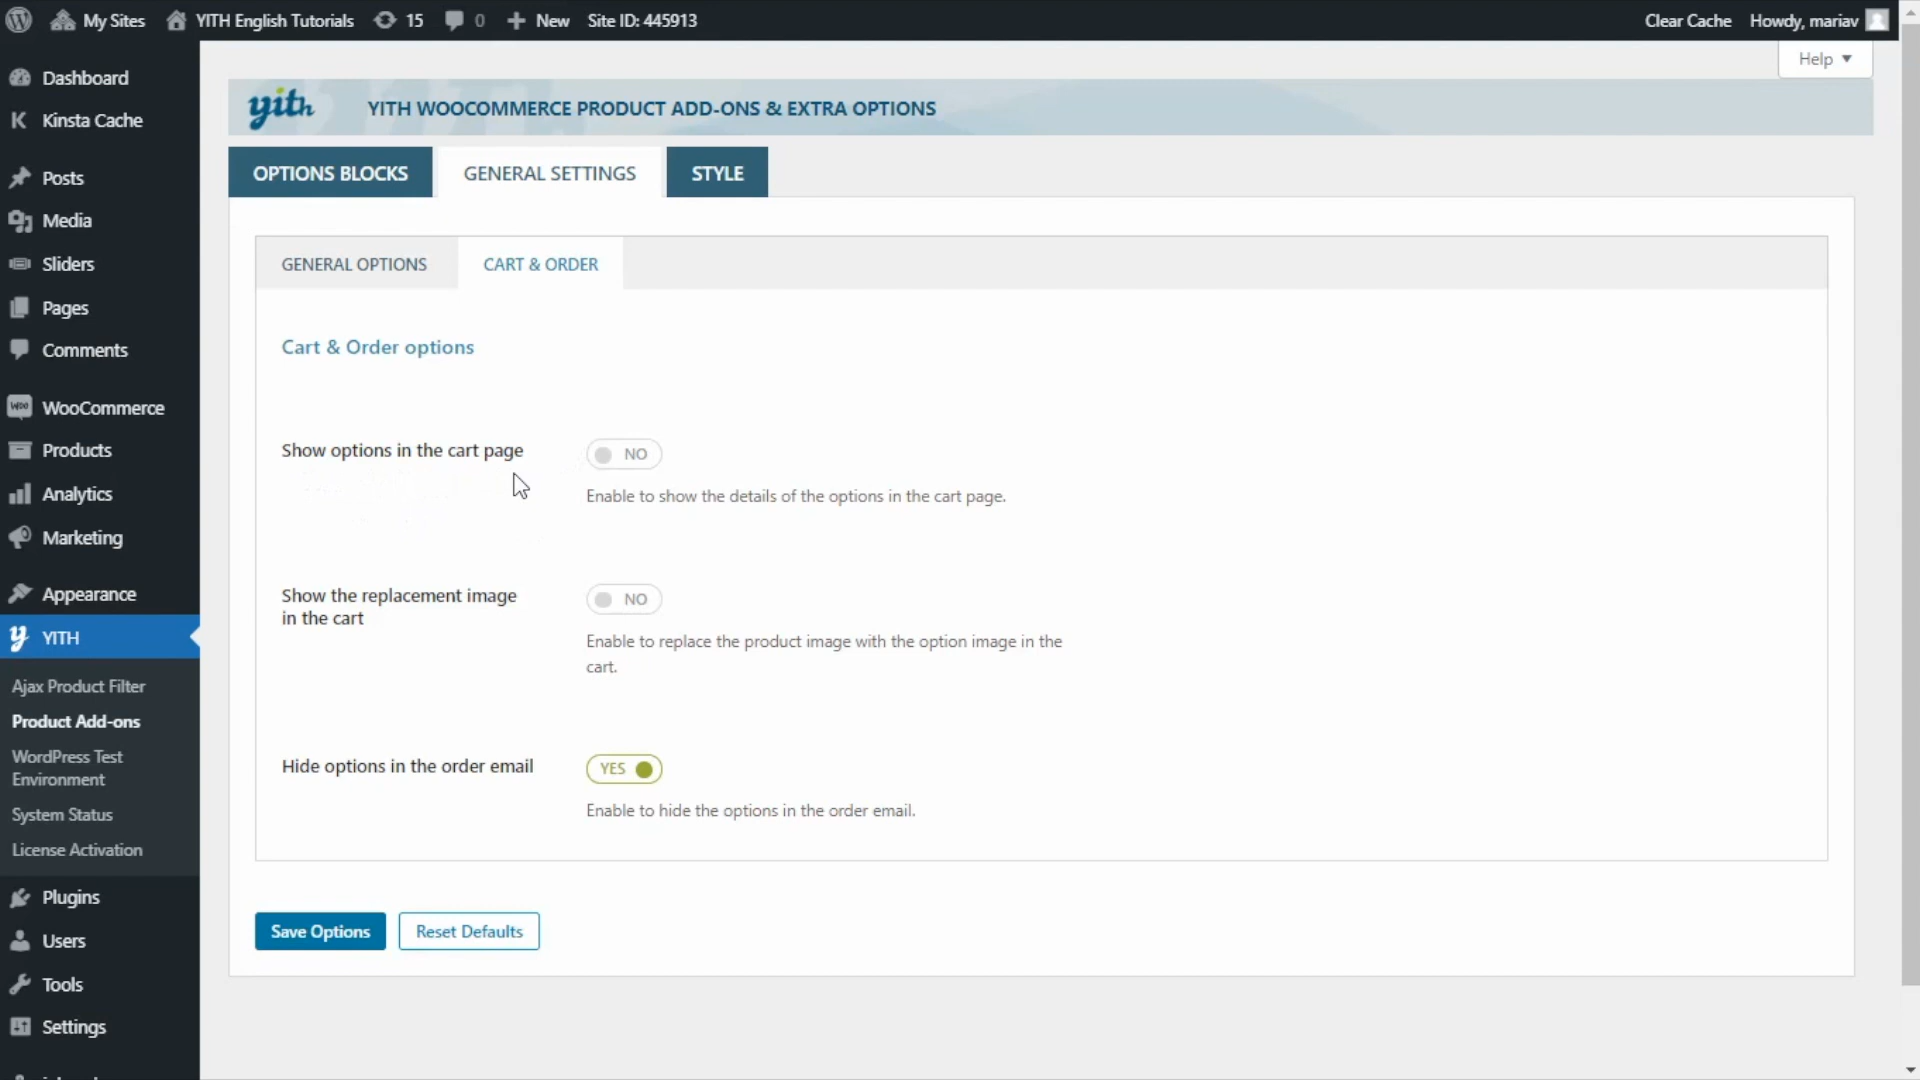 My Sites YITH English Tutorials 15 0 New Site ID: 445913 Clear Cache Howdy, mariav
Help
Dashboard
Kinsta Cache
Posts
Media
Sliders
Pages
Comments
WooCommerce
Products
Analytics
Marketing
Appearance
YITH
Ajax Product Filter
Product Add-ons
WordPress Test
Environment
System Status
License Activation
Plugins
Users
Tools
Settings
yith YITH WOOCOMMERCE PRODUCT ADD-ONS & EXTRA OPTIONS
OPTIONS BLOCKS GENERAL SETTINGS STYLE
GENERAL OPTIONS CART & ORDER
Cart & Order options
Show options in the cart page NO
Enable to show the details of the options in the cart page.
Show the replacement image
in the cart
NO
Enable to replace the product image with the option image in the
cart.
Hide options in the order email YES
Enable to hide the options in the order email.
Save Options Reset Defaults